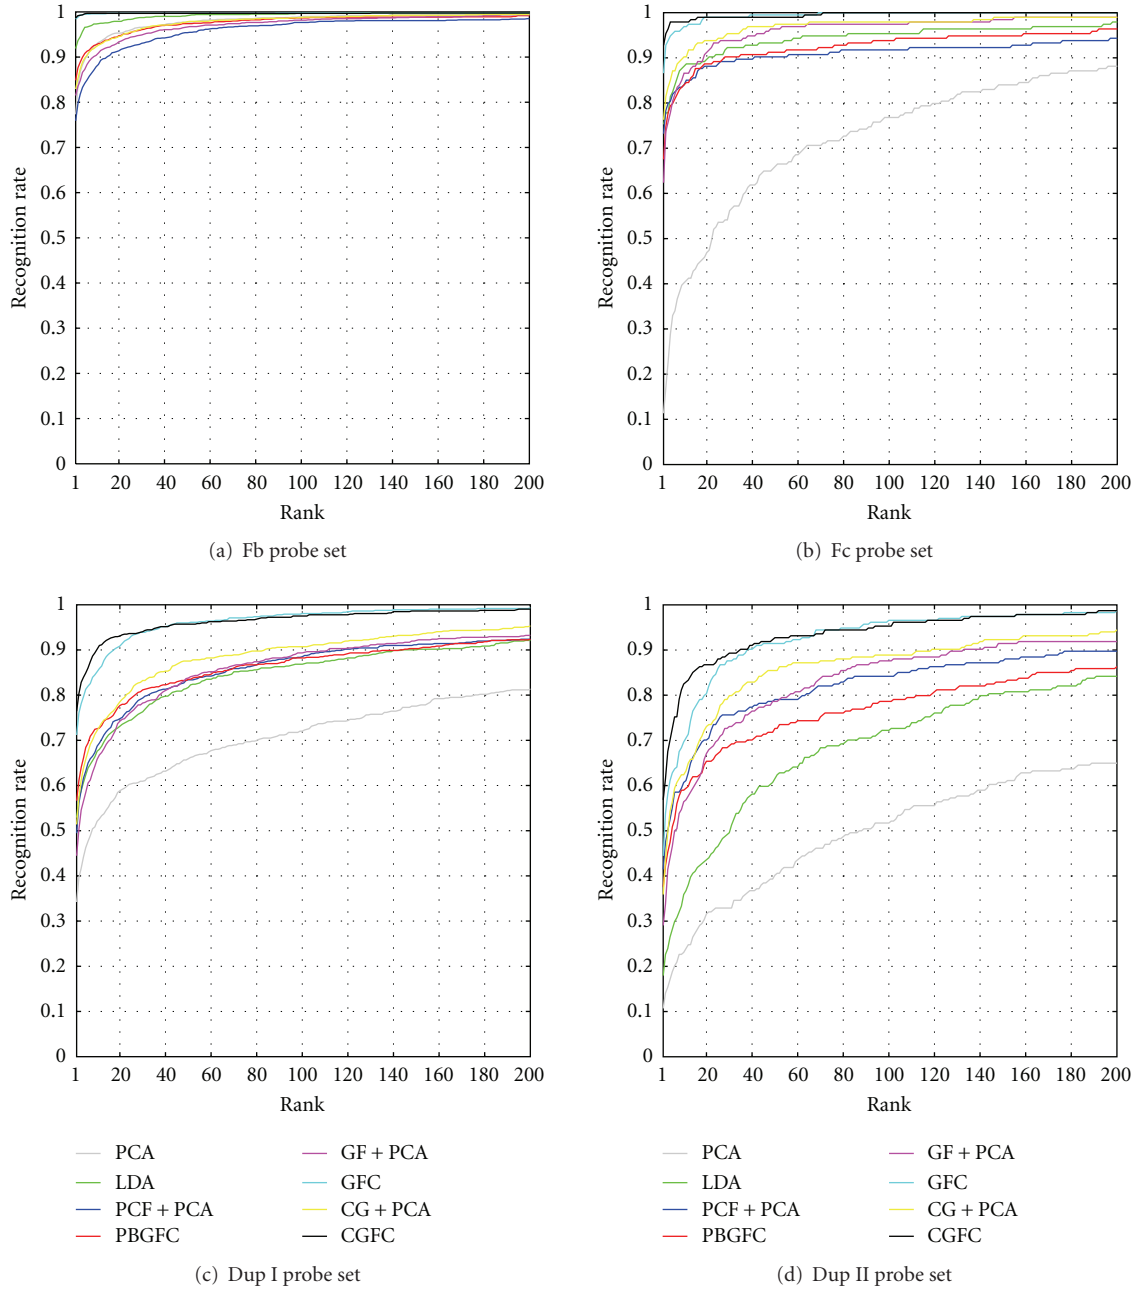 1
0.9
0.8
0.7
0.6
0.5
0.4
0.3
0.2
0.1
0
Recognition rate
1 20 40 60 80 100 120 140 160 180 200
Rank
(a) Fb probe set
1
0.9
0.8
0.7
0.6
0.5
0.4
0.3
0.2
0.1
0
Recognition rate
1 20 40 60 80 100 120 140 160 180 200
Rank
(b) Fc probe set
1
0.9
0.8
0.7
0.6
0.5
0.4
0.3
0.2
0.1
0
Recognition rate
1 20 40 60 80 100 120 140 160 180 200
Rank
PCA
LDA
PCF + PCA
PBGFC
GF + PCA
GFC
CG + PCA
CGFC
(c) Dup I probe set
1
0.9
0.8
0.7
0.6
0.5
0.4
0.3
0.2
0.1
0
Recognition rate
1 20 40 60 80 100 120 140 160 180 200
Rank
PCA
LDA
PCF + PCA
PBGFC
GF + PCA
GFC
CG + PCA
CGFC
(d) Dup II probe set